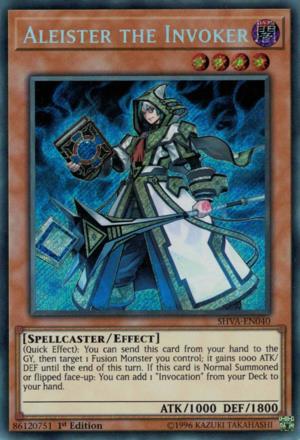 ALEISTER THE INVOKER
SHVA-EN040
[SPELLCASTER/EFFECT]
(Quick Effect): You can send this card from your hand to the
GY, then target 1 Fusion Monster you control; it gains 1000 ATK/
DEF until the end of this turn. If this card is Normal Summoned
or flipped face-up: You can add 1 "Invocation" from your Deck to
your hand.
ATK/1000 DEF/1800
86120751 1st Edition ©1996 KAZUKI TAKAHASHI